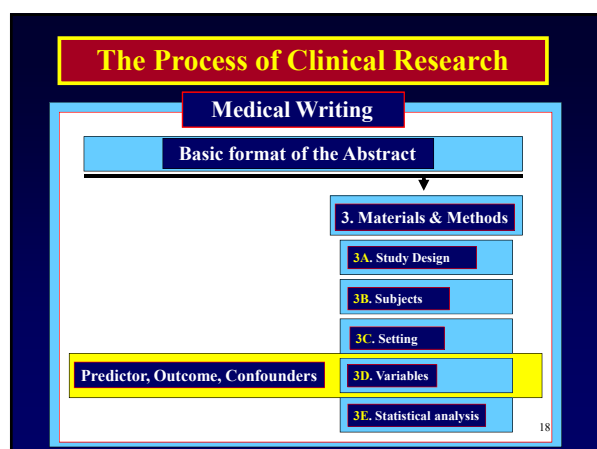 The Process of Clinical Research
Medical Writing
Basic format of the Abstract
3. Materials & Methods
3A. Study Design
3B. Subjects
3C. Setting
Predictor, Outcome, Confounders
3D. Variables
3E. Statistical analysis
18